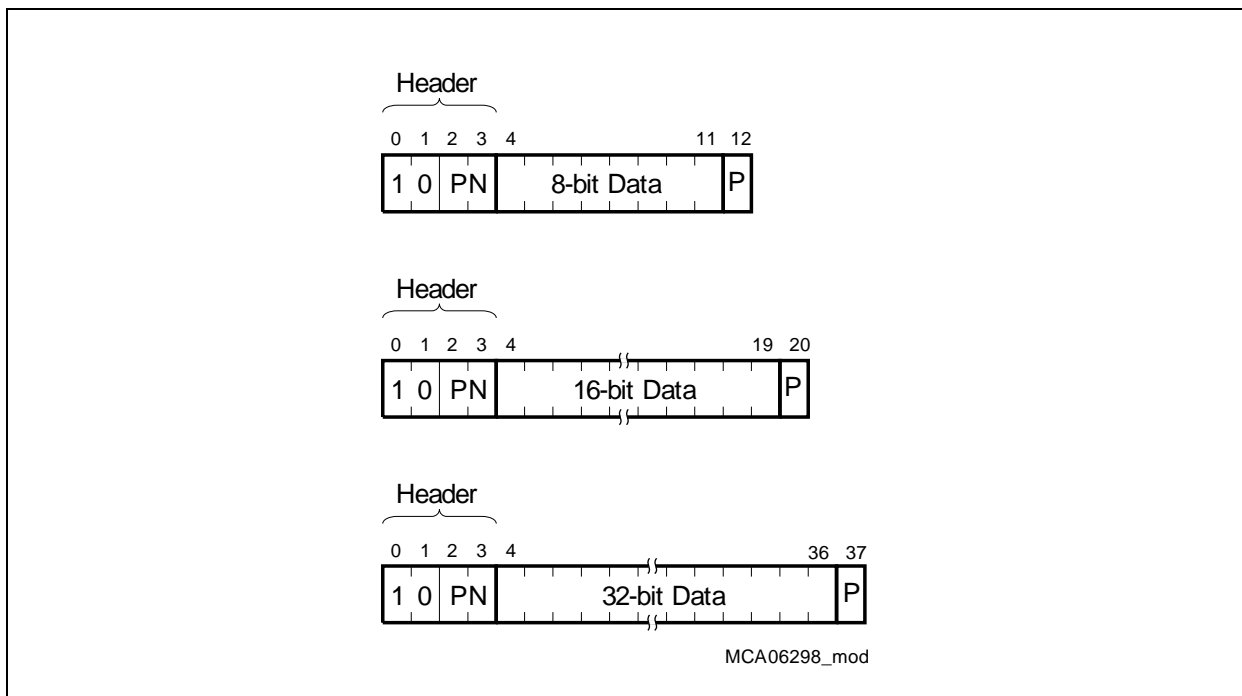 Header
0 1 2 3 4 11 12
1 0 PN 8-bit Data P
Header
0 1 2 3 4 19 20
1 0 PN 16-bit Data P
Header
0 1 2 3 4 36 37
1 0 PN 32-bit Data P
MCA06298_mod